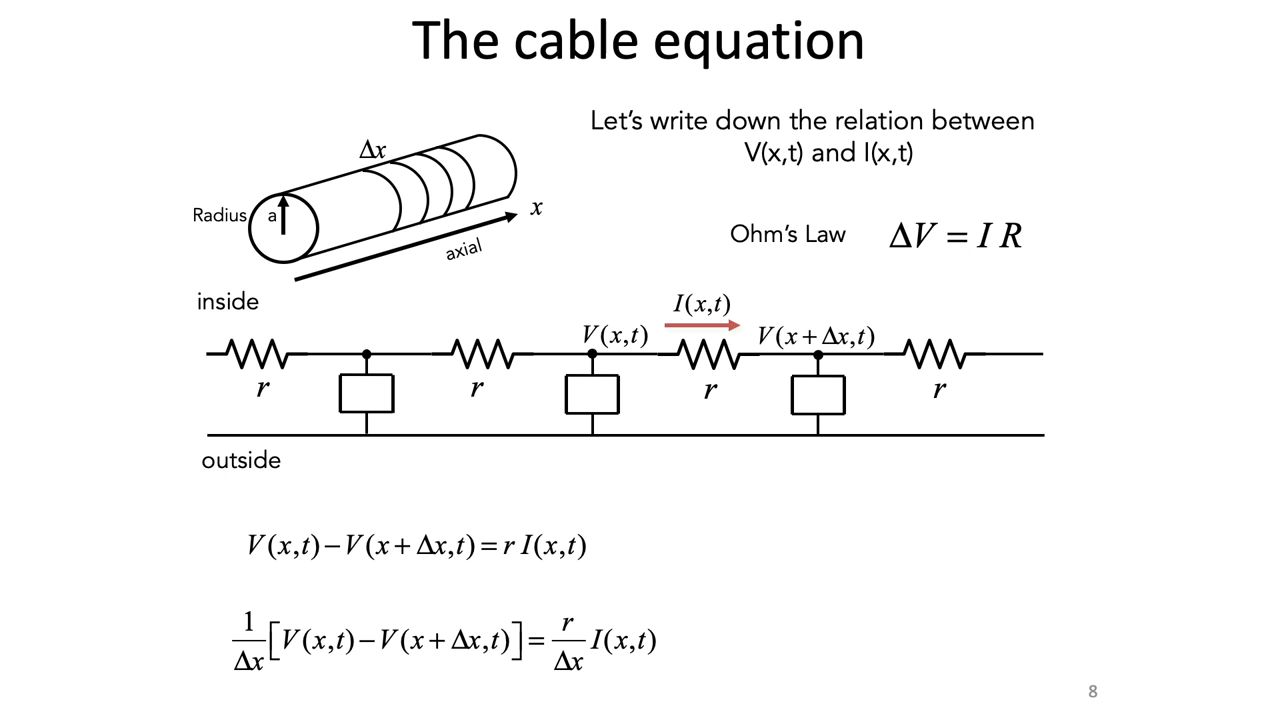 The cable equation
Let's write down the relation between
V(x,t) and I(x,t)
Δx
Radius
a
x
axial
Ohm's Law ΔV = I R
inside
I(x,t)
V(x,t) V(x + Δx,t)
r r r r
outside
V(x,t) − V(x + Δx,t) = r I(x,t)
1/Δx [V(x,t) − V(x + Δx,t)] = r/Δx I(x,t)
8